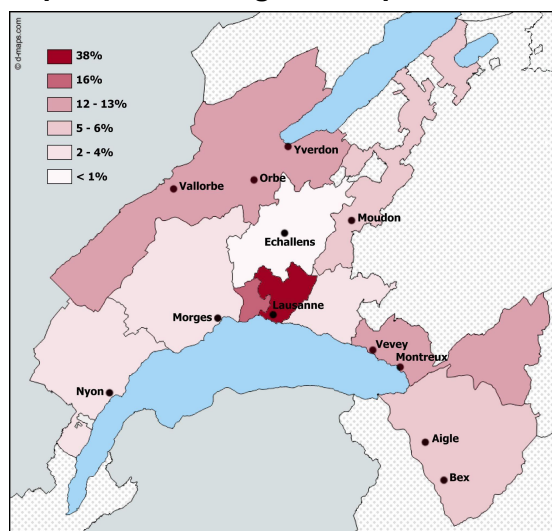 © d-maps.com
38%
16%
12 - 13%
5 - 6%
2 - 4%
< 1%
Yverdon
Orbe
Vallorbe
Moudon
Echallens
Lausanne
Morges
Vevey
Montreux
Nyon
Aigle
Bex